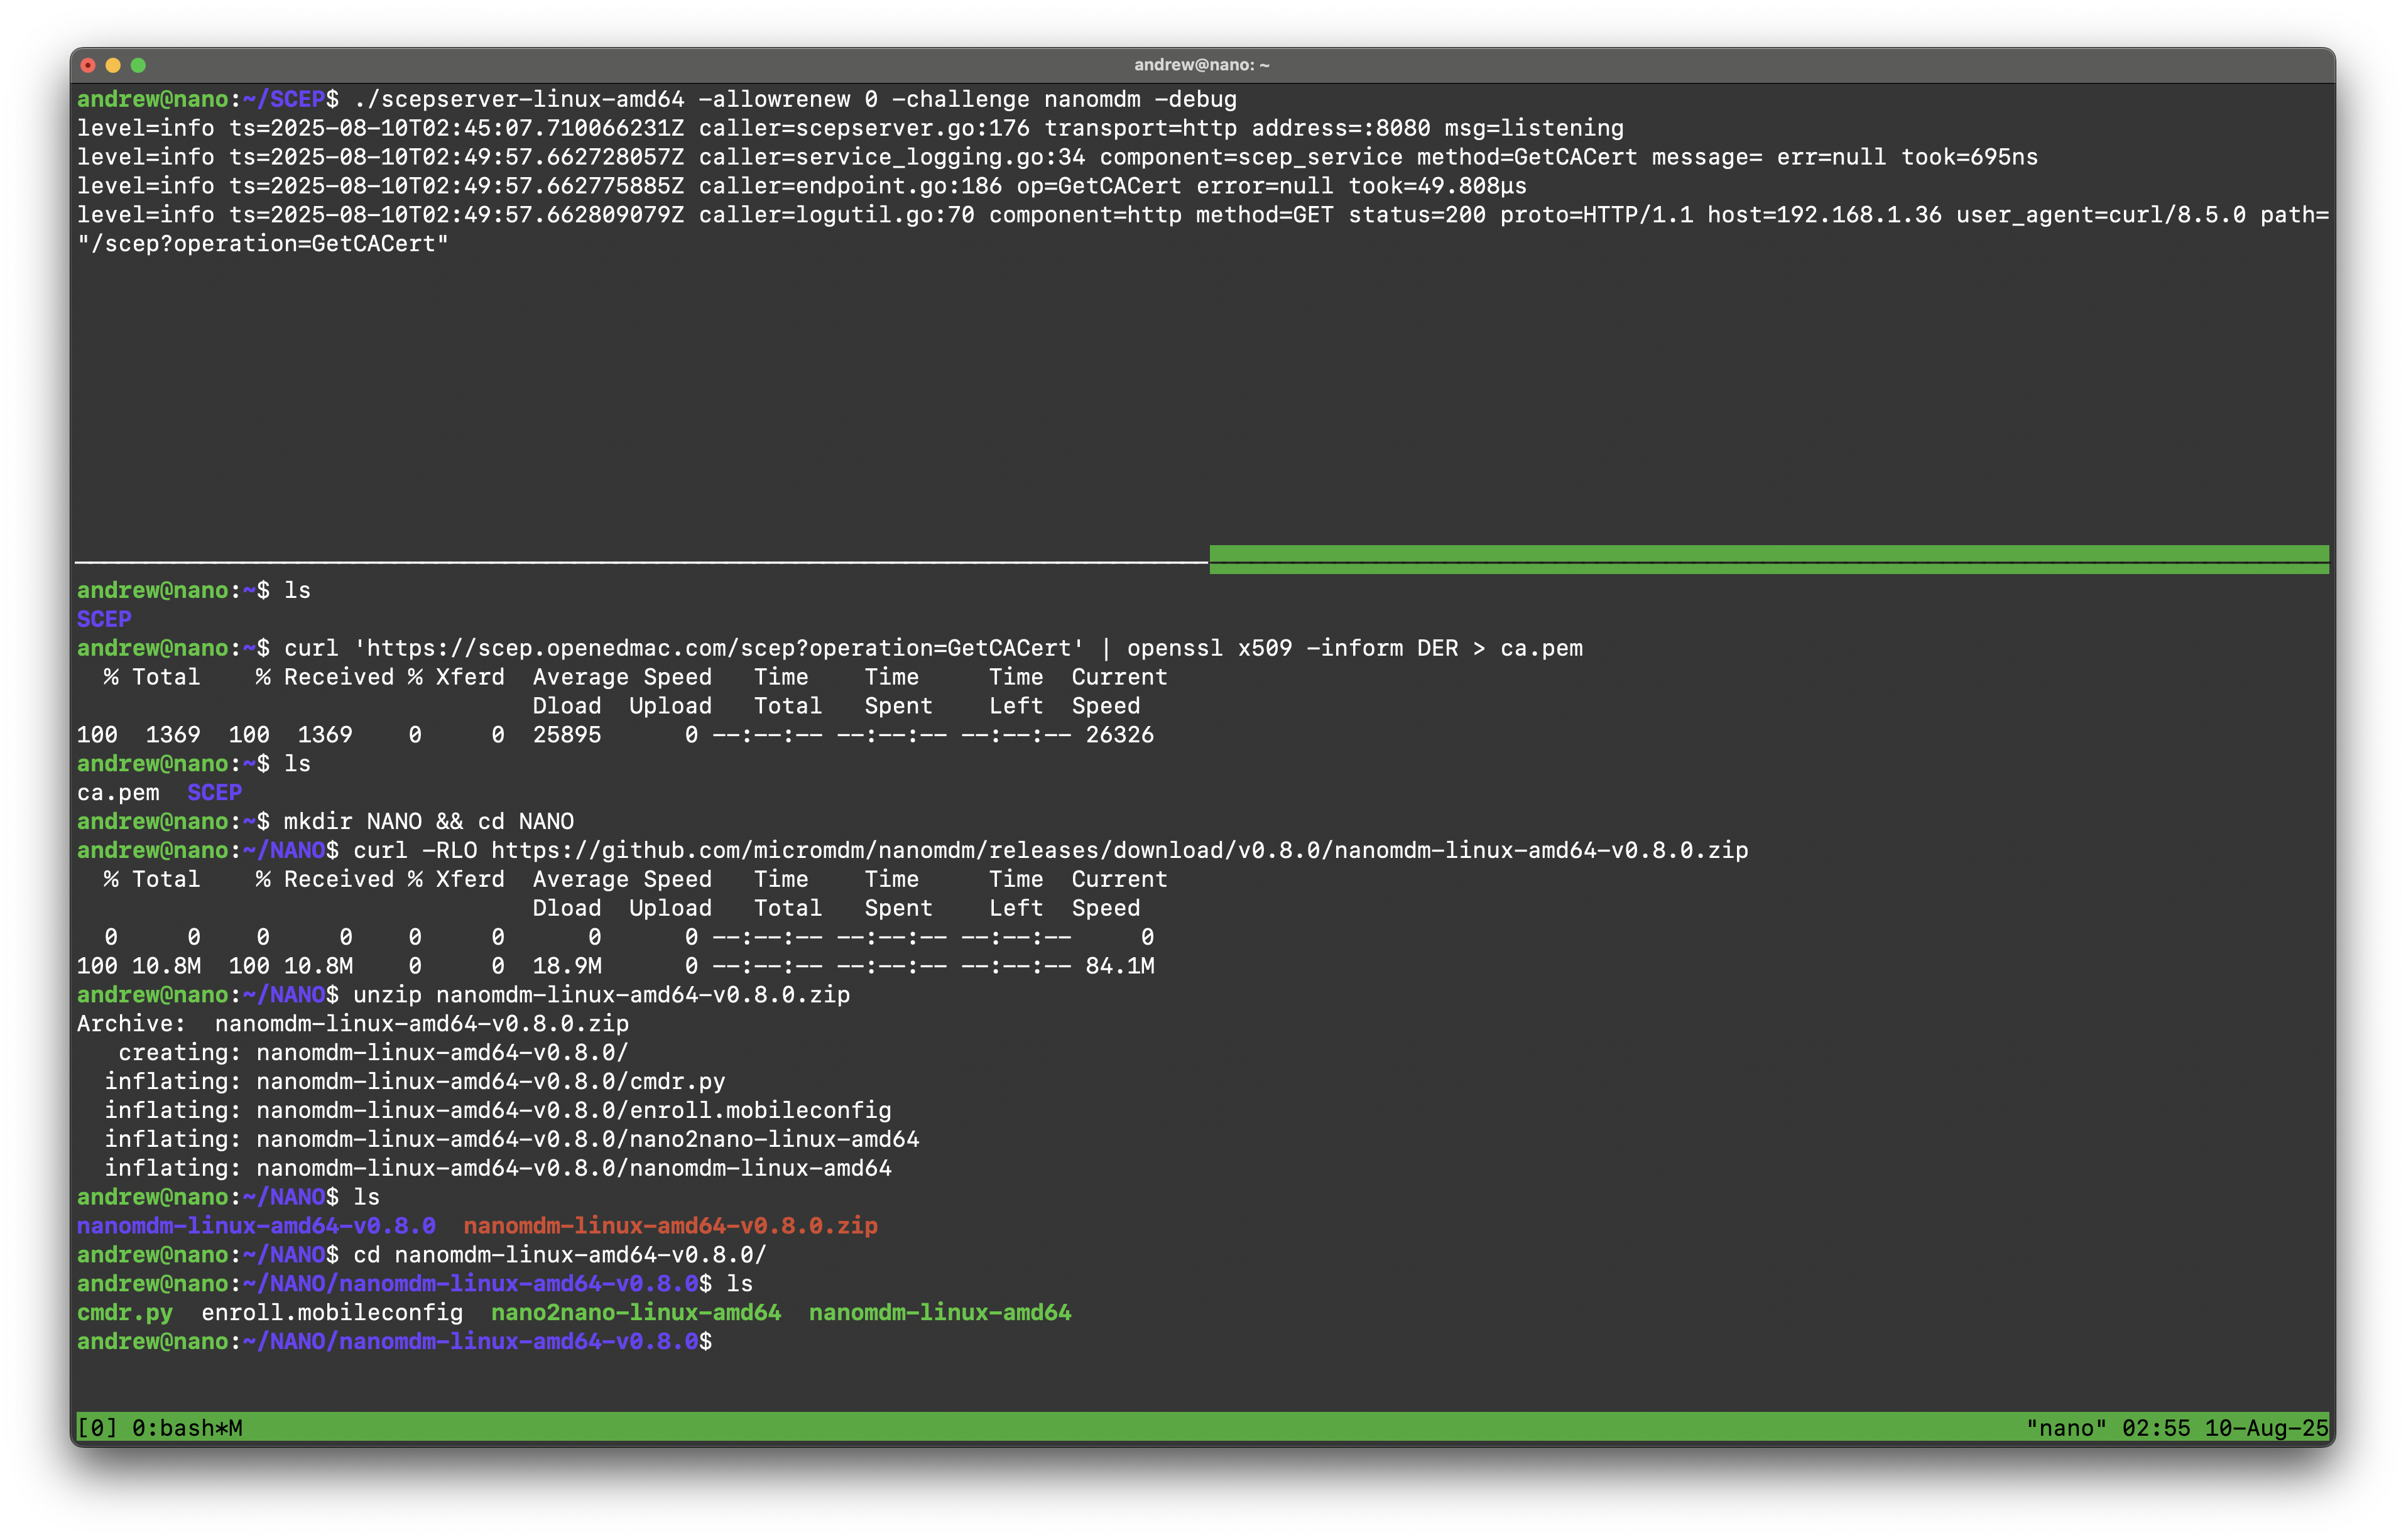 andrew@nano: ~
andrew@nano:~/SCEP$ ./scepserver-linux-amd64 -allowrenew 0 -challenge nanomdm -debug
level=info ts=2025-08-10T02:45:07.710066231Z caller=scepserver.go:176 transport=http address=:8080 msg=listening
level=info ts=2025-08-10T02:49:57.662728057Z caller=service_logging.go:34 component=scep_service method=GetCACert message= err=null took=695ns
level=info ts=2025-08-10T02:49:57.662775885Z caller=endpoint.go:186 op=GetCACert error=null took=49.808µs
level=info ts=2025-08-10T02:49:57.662809079Z caller=logutil.go:70 component=http method=GET status=200 proto=HTTP/1.1 host=192.168.1.36 user_agent=curl/8.5.0 path=
"/scep?operation=GetCACert"
andrew@nano:~$ ls
SCEP
andrew@nano:~$ curl 'https://scep.openedmac.com/scep?operation=GetCACert' | openssl x509 -inform DER > ca.pem
  % Total    % Received % Xferd  Average Speed   Time    Time     Time  Current
                                 Dload  Upload   Total   Spent    Left  Speed
100  1369  100  1369    0     0  25895      0 --:--:-- --:--:-- --:--:-- 26326
andrew@nano:~$ ls
ca.pem  SCEP
andrew@nano:~$ mkdir NANO && cd NANO
andrew@nano:~/NANO$ curl -RLO https://github.com/micromdm/nanomdm/releases/download/v0.8.0/nanomdm-linux-amd64-v0.8.0.zip
  % Total    % Received % Xferd  Average Speed   Time    Time     Time  Current
                                 Dload  Upload   Total   Spent    Left  Speed
  0     0    0     0    0     0      0      0 --:--:-- --:--:-- --:--:--     0
100 10.8M  100 10.8M    0     0  18.9M      0 --:--:-- --:--:-- --:--:-- 84.1M
andrew@nano:~/NANO$ unzip nanomdm-linux-amd64-v0.8.0.zip
Archive:  nanomdm-linux-amd64-v0.8.0.zip
   creating: nanomdm-linux-amd64-v0.8.0/
  inflating: nanomdm-linux-amd64-v0.8.0/cmdr.py
  inflating: nanomdm-linux-amd64-v0.8.0/enroll.mobileconfig
  inflating: nanomdm-linux-amd64-v0.8.0/nano2nano-linux-amd64
  inflating: nanomdm-linux-amd64-v0.8.0/nanomdm-linux-amd64
andrew@nano:~/NANO$ ls
nanomdm-linux-amd64-v0.8.0  nanomdm-linux-amd64-v0.8.0.zip
andrew@nano:~/NANO$ cd nanomdm-linux-amd64-v0.8.0/
andrew@nano:~/NANO/nanomdm-linux-amd64-v0.8.0$ ls
cmdr.py  enroll.mobileconfig  nano2nano-linux-amd64  nanomdm-linux-amd64
andrew@nano:~/NANO/nanomdm-linux-amd64-v0.8.0$
[0] 0:bash*M "nano" 02:55 10-Aug-25